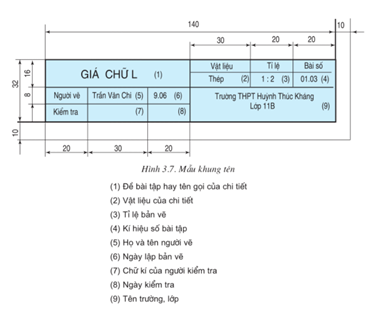 140
10
30
20
20
32
16
8
GIÁ CHỮ L (1)
Vật liệu
Tỉ lệ
Bài số
Thép (2)
1 : 2 (3)
01.03 (4)
Người vẽ
Trần Văn Chi (5)
9.06 (6)
Trường THPT Huỳnh Thúc Kháng
Lớp 11B (9)
Kiểm tra
(7)
(8)
10
20
30
20
Hình 3.7. Mẫu khung tên
(1) Đề bài tập hay tên gọi của chi tiết
(2) Vật liệu của chi tiết
(3) Tỉ lệ bản vẽ
(4) Kí hiệu số bài tập
(5) Họ và tên người vẽ
(6) Ngày lập bản vẽ
(7) Chữ kí của người kiểm tra
(8) Ngày kiểm tra
(9) Tên trường, lớp